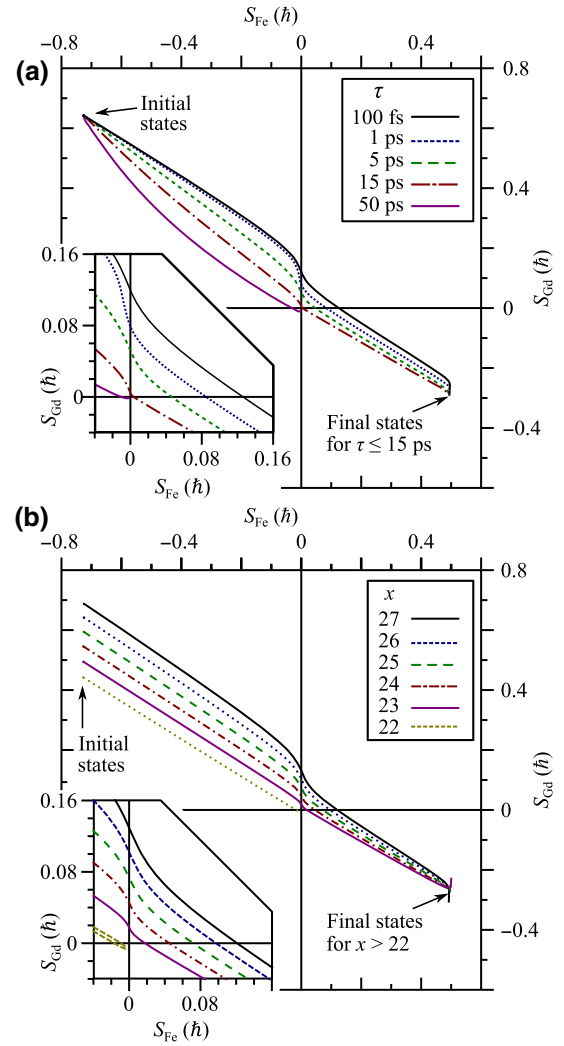 S_Fe (ħ)
−0.8 −0.4 0 0.4
(a)
Initial
states
τ
100 fs
1 ps
5 ps
15 ps
50 ps
0.8
0.4
0
−0.4
S_Gd (ħ)
0.16
0.08
0
S_Gd (ħ)
0 0.08 0.16
S_Fe (ħ)
Final states
for τ ≤ 15 ps
(b)
S_Fe (ħ)
−0.8 −0.4 0 0.4
x
27
26
25
24
23
22
0.8
0.4
0
−0.4
S_Gd (ħ)
Initial
states
0.16
0.08
0
S_Gd (ħ)
0 0.08
S_Fe (ħ)
Final states
for x > 22